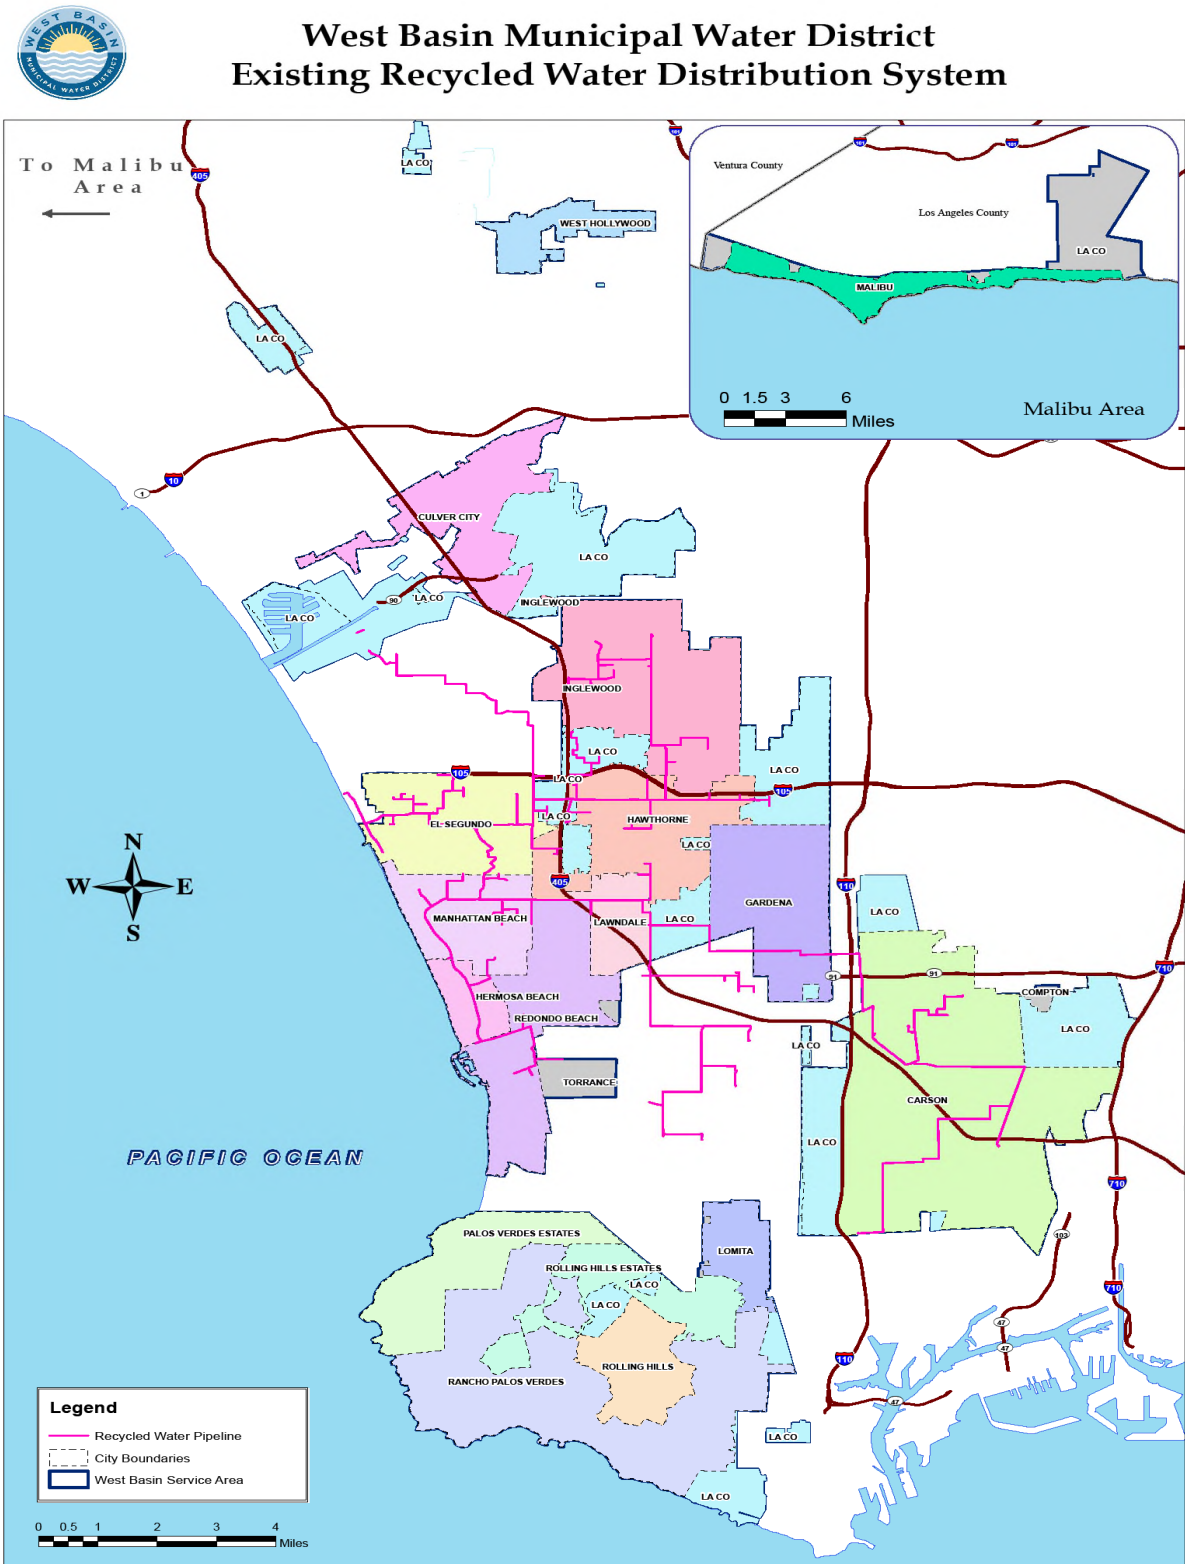 WEST BASIN
MUNICIPAL WATER DISTRICT
West Basin Municipal Water District
Existing Recycled Water Distribution System
To Malibu
Area
405
LA CO
WEST HOLLYWOOD
LA CO
101
101
101
Ventura County
Los Angeles County
LA CO
MALIBU
0 1.5 3 6
Miles
Malibu Area
10
1
CULVER CITY
LA CO
90
LA CO
LA CO
INGLEWOOD
INGLEWOOD
LA CO
LA CO
LA CO
105
105
LA CO
EL SEGUNDO
HAWTHORNE
LA CO
N
W E
S
405
110
GARDENA
LA CO
MANHATTAN BEACH
LAWNDALE
LA CO
91
91
710
COMPTON
LA CO
HERMOSA BEACH
REDONDO BEACH
LA CO
TORRANCE
CARSON
LA CO
PACIFIC OCEAN
710
PALOS VERDES ESTATES
LOMITA
103
ROLLING HILLS ESTATES
LA CO
LA CO
710
47
47
110
ROLLING HILLS
RANCHO PALOS VERDES
47
LA CO
LA CO
Legend
Recycled Water Pipeline
City Boundaries
West Basin Service Area
0 0.5 1 2 3 4
Miles